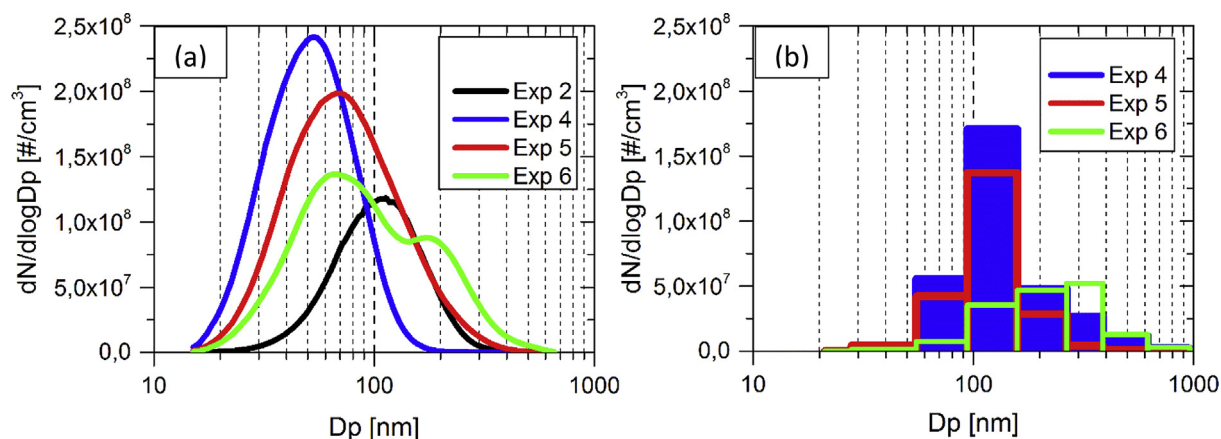 (a)
2,5x10⁸
2,0x10⁸
1,5x10⁸
1,0x10⁸
5,0x10⁷
0,0
dN/dlogDp [#/cm³]
Exp 2
Exp 4
Exp 5
Exp 6
10
100
1000
Dp [nm]
(b)
2,5x10⁸
2,0x10⁸
1,5x10⁸
1,0x10⁸
5,0x10⁷
0,0
dN/dlogDp [#/cm³]
Exp 4
Exp 5
Exp 6
10
100
1000
Dp [nm]